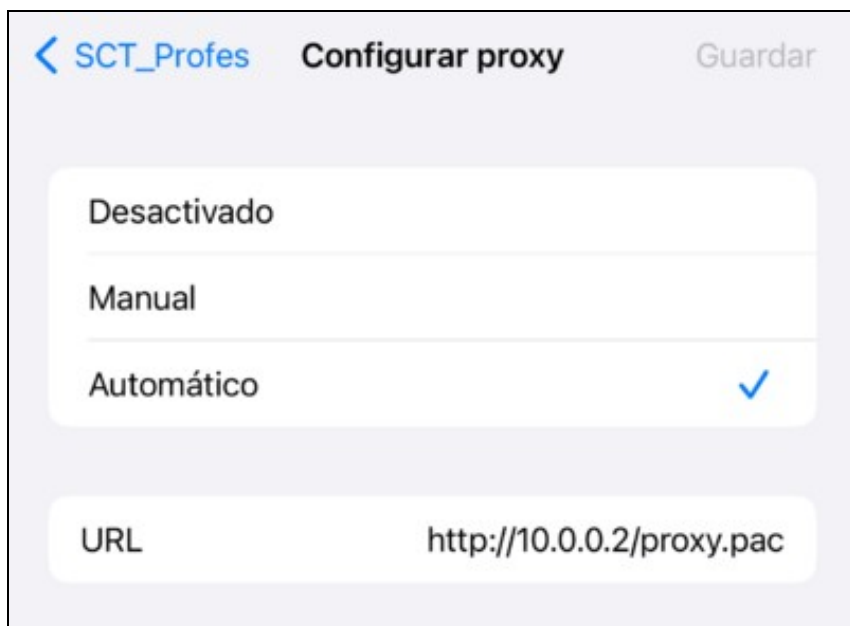 SCT_Profes Configurar proxy Guardar
Desactivado
Manual
Automático
URL http://10.0.0.2/proxy.pac